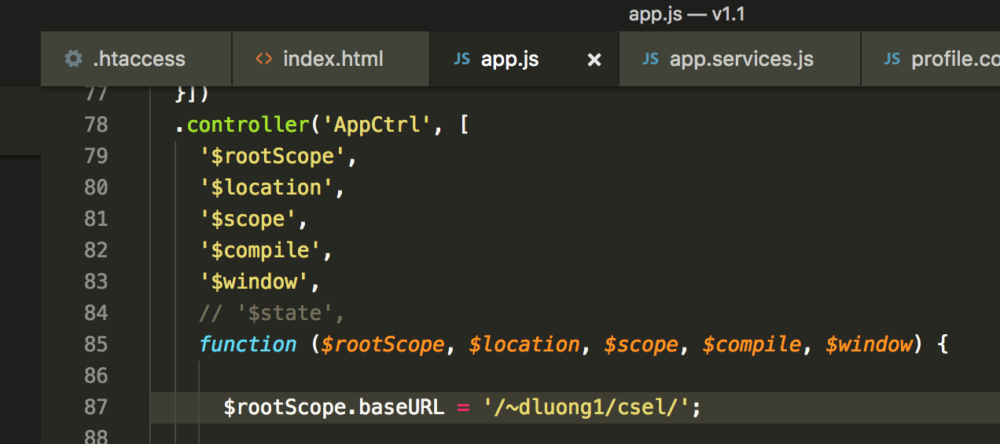 app.js — v1.1
.htaccess <> index.html JS app.js × JS app.services.js JS profile.co
77 }])
78 .controller('AppCtrl', [
79 '$rootScope',
80 '$location',
81 '$scope',
82 '$compile',
83 '$window',
84 // '$state',
85 function ($rootScope, $location, $scope, $compile, $window) {
86
87 $rootScope.baseURL = '/~dluong1/csel/';
88